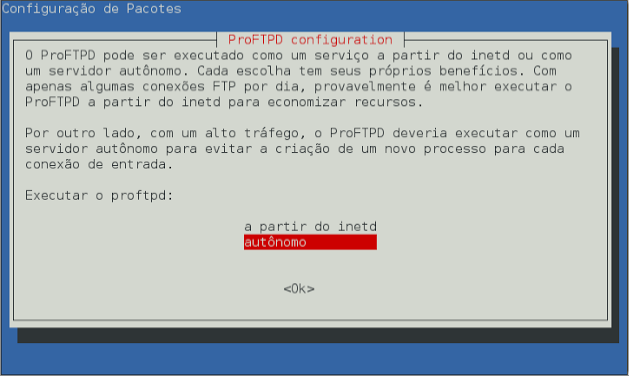 Configuração de Pacotes
ProFTPD configuration
O ProFTPD pode ser executado como um serviço a partir do inetd ou como
um servidor autônomo. Cada escolha tem seus próprios benefícios. Com
apenas algumas conexões FTP por dia, provavelmente é melhor executar o
ProFTPD a partir do inetd para economizar recursos.
Por outro lado, com um alto tráfego, o ProFTPD deveria executar como um
servidor autônomo para evitar a criação de um novo processo para cada
conexão de entrada.
Executar o proftpd:
a partir do inetd
autônomo
<Ok>